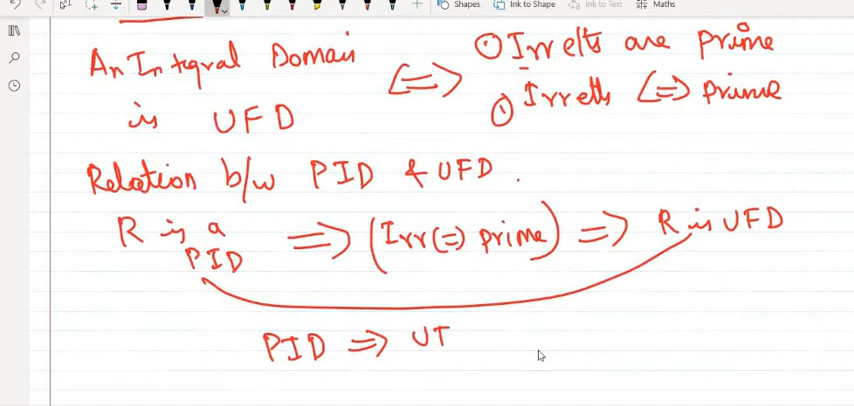 Shapes Ink to Shape Ink to Text Maths
An Integral Domain <=> ① Irr elts are prime
is UFD ① Irr elts <=> prime
Relation b/w PID & UFD.
R is a PID => (Irr <=> prime) => R is UFD
PID => UF